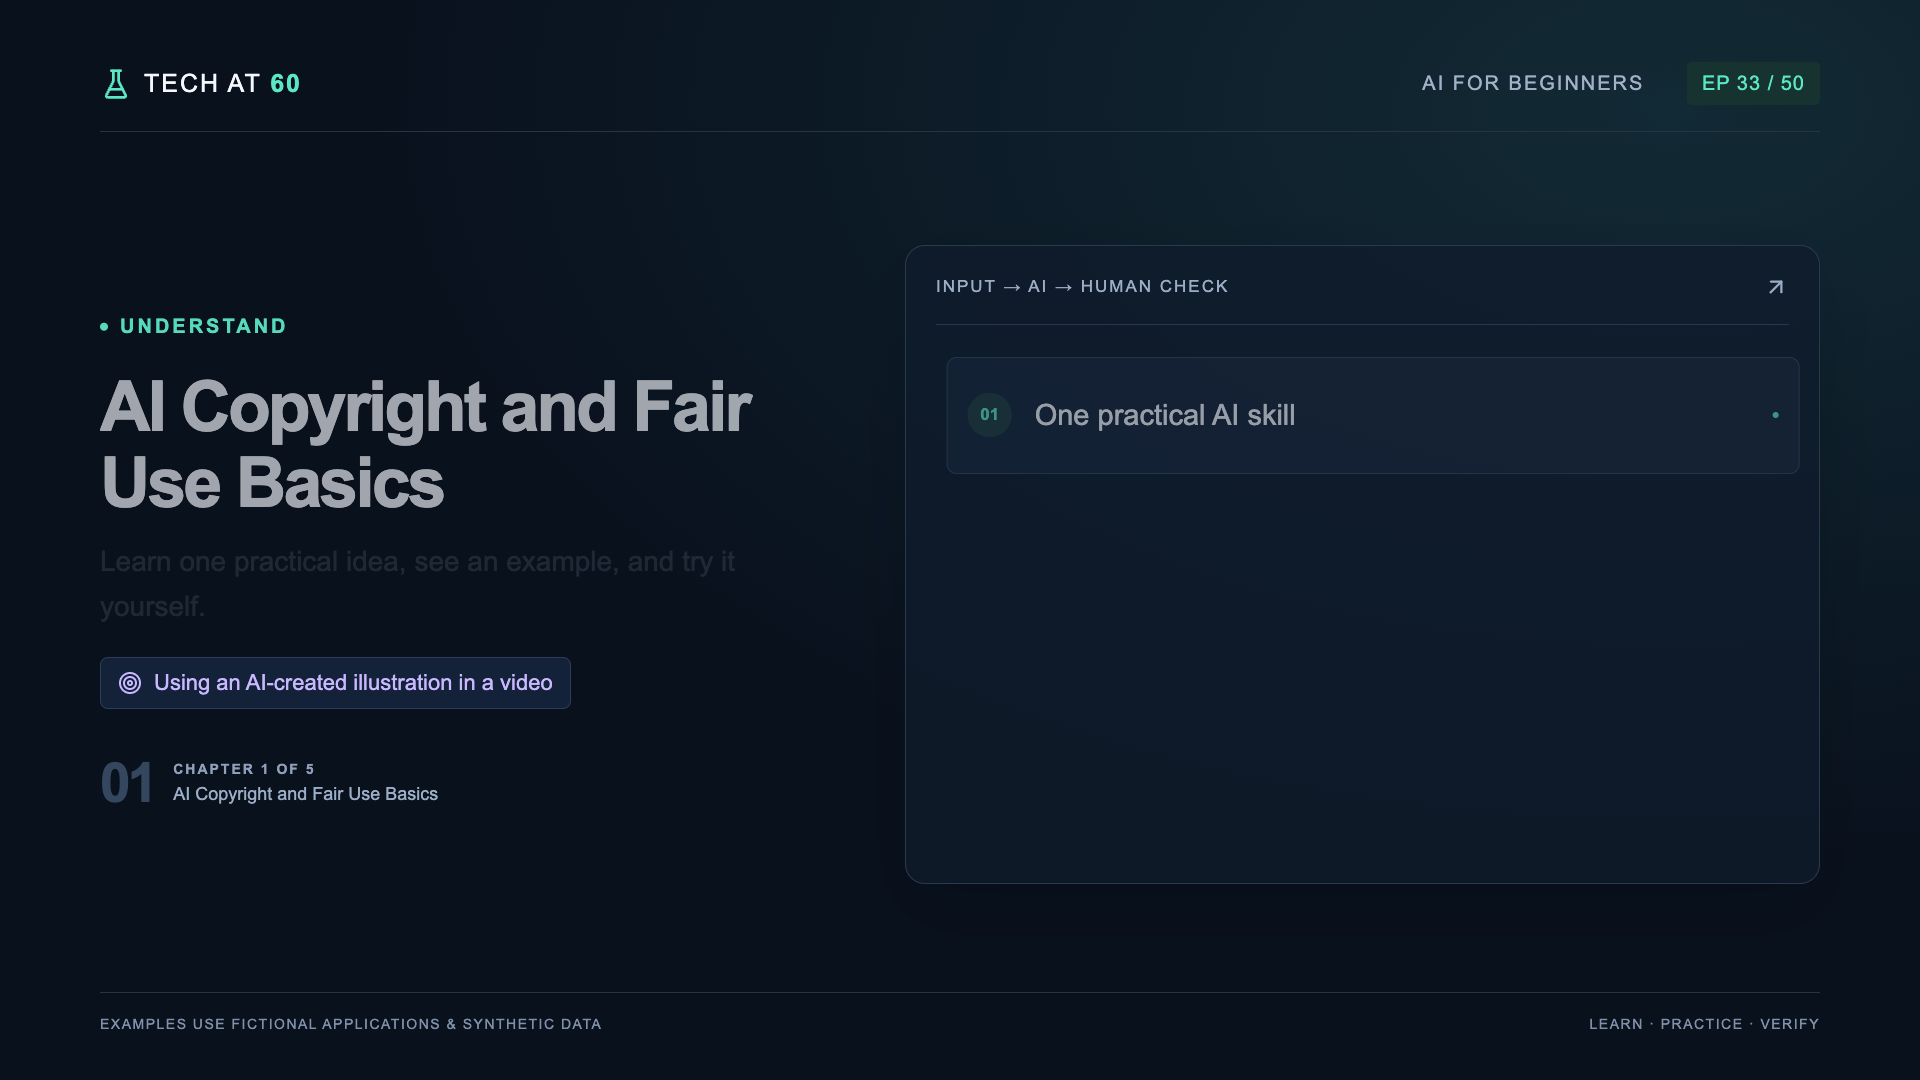 TECH AT 60
AI FOR BEGINNERS
EP 33 / 50
UNDERSTAND
AI Copyright and Fair
Use Basics
Learn one practical idea, see an example, and try it
yourself.
Using an AI-created illustration in a video
01
CHAPTER 1 OF 5
AI Copyright and Fair Use Basics
INPUT → AI → HUMAN CHECK
01
One practical AI skill
EXAMPLES USE FICTIONAL APPLICATIONS & SYNTHETIC DATA
LEARN · PRACTICE · VERIFY